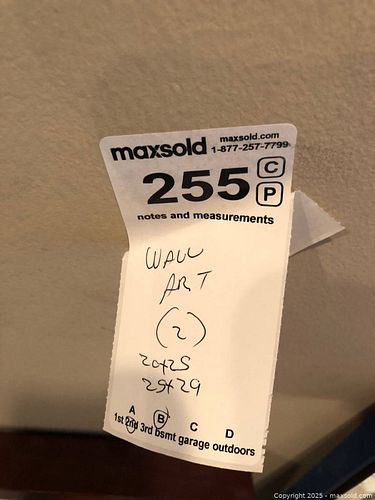 maxsold maxsold.com
1-877-257-7799
255 C
P
notes and measurements
WALL
ART
(2)
20x25
25x29
A B C D
1st 2nd 3rd bsmt garage outdoors
Copyright 2025 - maxsold.com